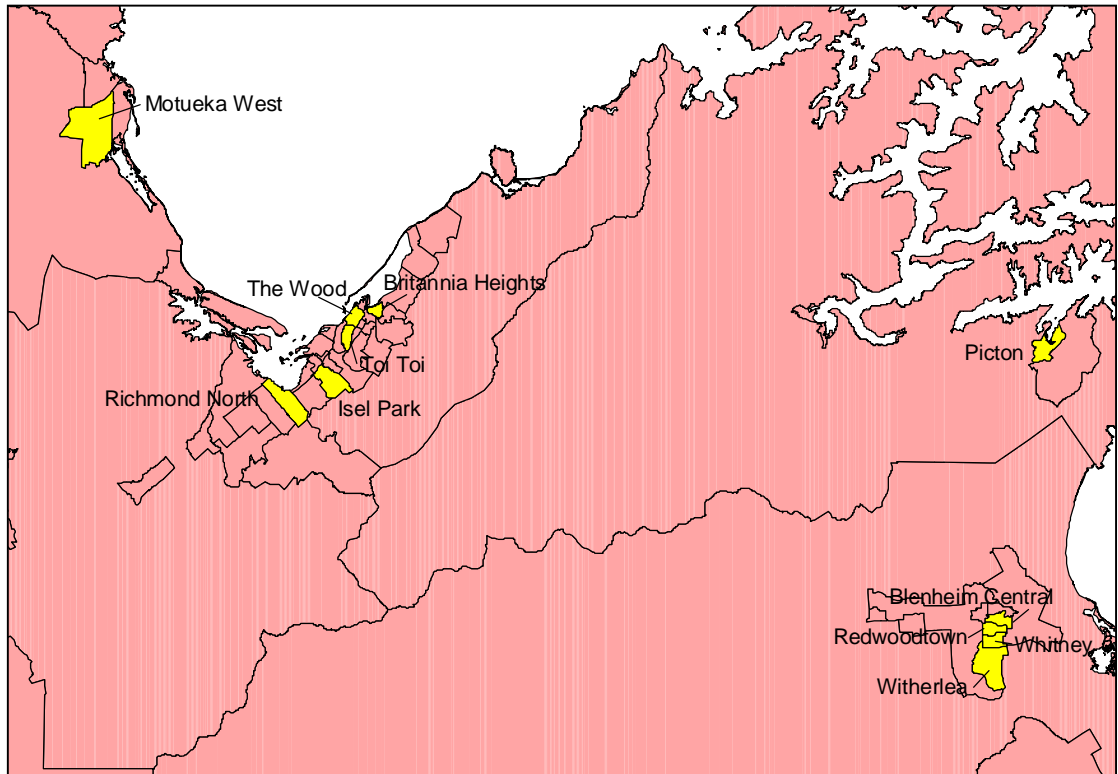 Motueka West
The Wood
Britannia Heights
Toi Toi
Picton
Richmond North
Isel Park
Blenheim Central
Redwoodtown
Whitney
Witherlea